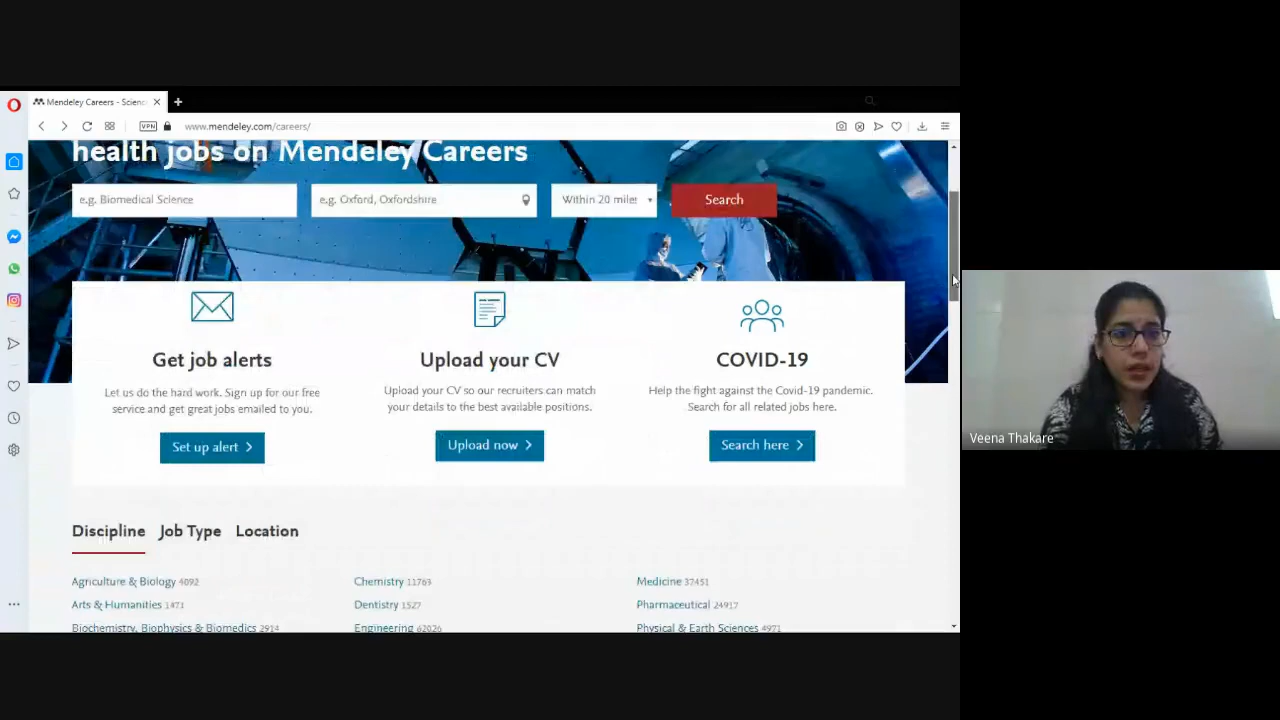 Mendeley Careers - Scienc
VPN
www.mendeley.com/careers/
health jobs on Mendeley Careers
e.g. Biomedical Science
e.g. Oxford, Oxfordshire
Within 20 miles
Search
Get job alerts
Let us do the hard work. Sign up for our free
service and get great jobs emailed to you.
Set up alert
Upload your CV
Upload your CV so our recruiters can match
your details to the best available positions.
Upload now
COVID-19
Help the fight against the Covid-19 pandemic.
Search for all related jobs here.
Search here
Veena Thakare
Discipline Job Type Location
Agriculture & Biology 4092
Chemistry 11763
Medicine 37451
Arts & Humanities 1471
Dentistry 1527
Pharmaceutical 24917
Biochemistry, Biophysics & Biomedics 2914
Engineering 62026
Physical & Earth Sciences 4971